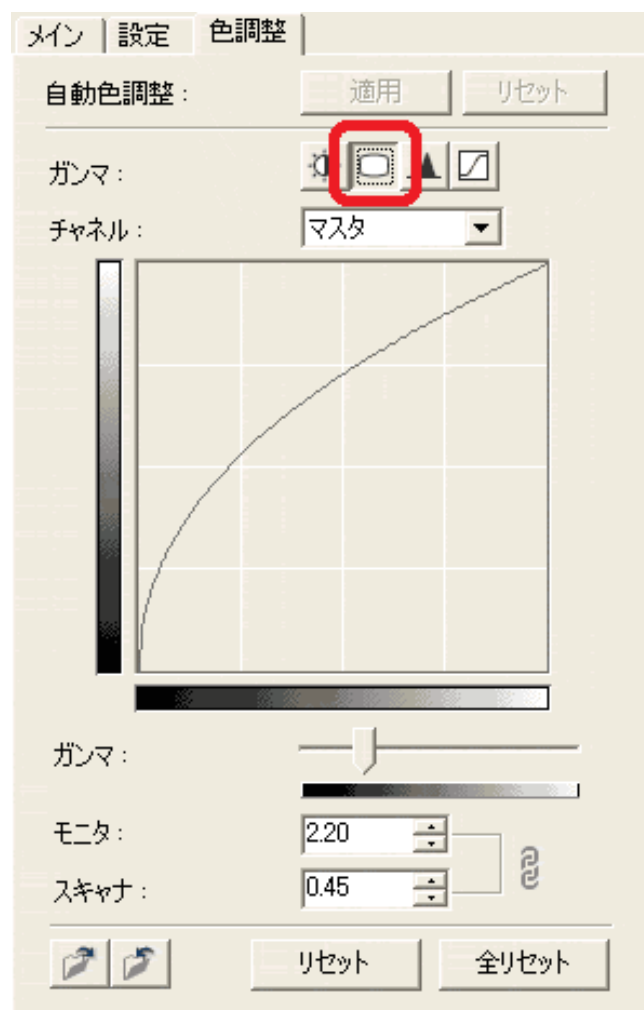 メイン 設定 色調整
自動色調整： 適用 リセット
ガンマ：
チャネル： マスタ
ガンマ：
モニタ： 2.20
スキャナ： 0.45
リセット 全リセット